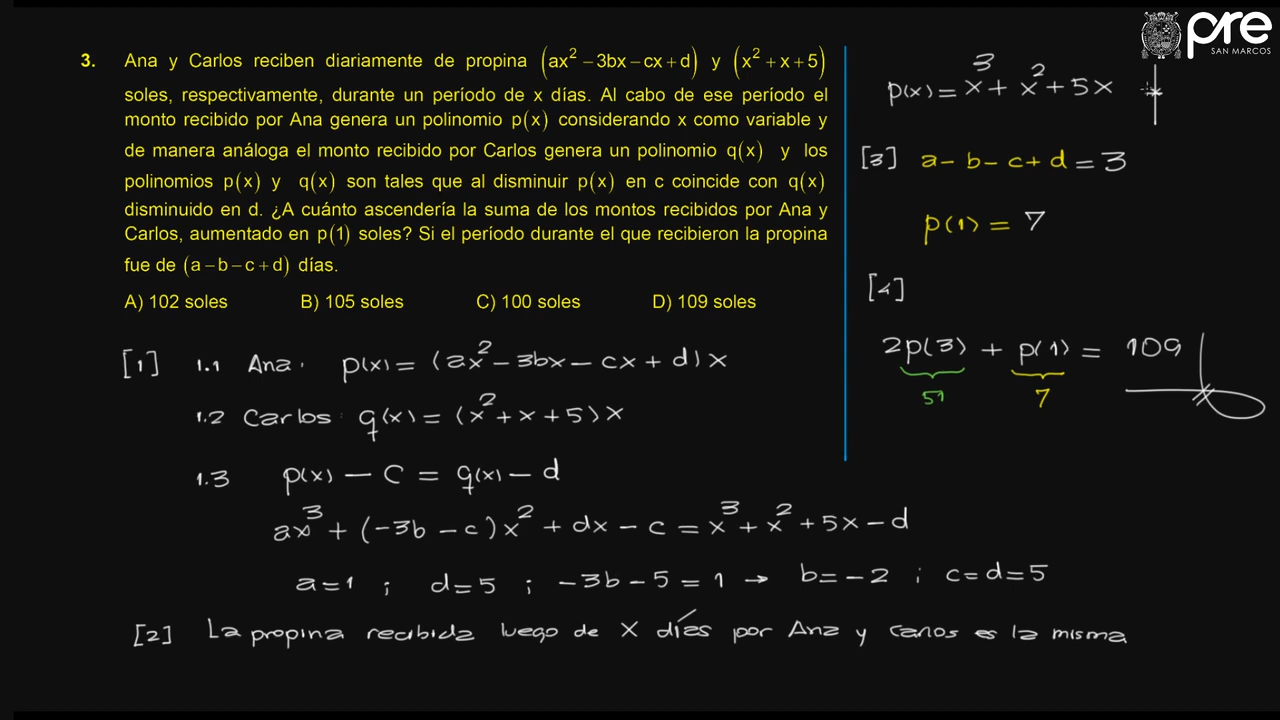 pre
SAN MARCOS
3. Ana y Carlos reciben diariamente de propina (ax² – 3bx – cx + d) y (x² + x + 5)
soles, respectivamente, durante un período de x días. Al cabo de ese período el
monto recibido por Ana genera un polinomio p(x) considerando x como variable y
de manera análoga el monto recibido por Carlos genera un polinomio q(x) y los
polinomios p(x) y q(x) son tales que al disminuir p(x) en c coincide con q(x)
disminuido en d. ¿A cuánto ascendería la suma de los montos recibidos por Ana y
Carlos, aumentado en p(1) soles? Si el período durante el que recibieron la propina
fue de (a – b – c + d) días.
A) 102 soles B) 105 soles C) 100 soles D) 109 soles
[1] 1.1 Ana: p(x) = (ax² – 3bx – cx + d) x
1.2 Carlos: q(x) = (x² + x + 5) x
1.3 p(x) – c = q(x) – d
ax³ + (-3b – c)x² + dx – c = x³ + x² + 5x – d
a=1 ; d=5 ; -3b – 5 = 1 → b= -2 ; c=d=5
[2] La propina recibida luego de x días por Ana y Carlos es la misma
p(x) = x³ + x² + 5x
[3] a – b – c + d = 3
p(1) = 7
[4]
2p(3) + p(1) = 109
51 7